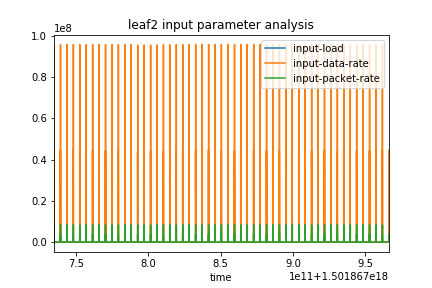 leaf2 input parameter analysis
1e8
input-load
input-data-rate
input-packet-rate
1.0
0.8
0.6
0.4
0.2
0.0
7.5 8.0 8.5 9.0 9.5
time
1e11+1.501867e18